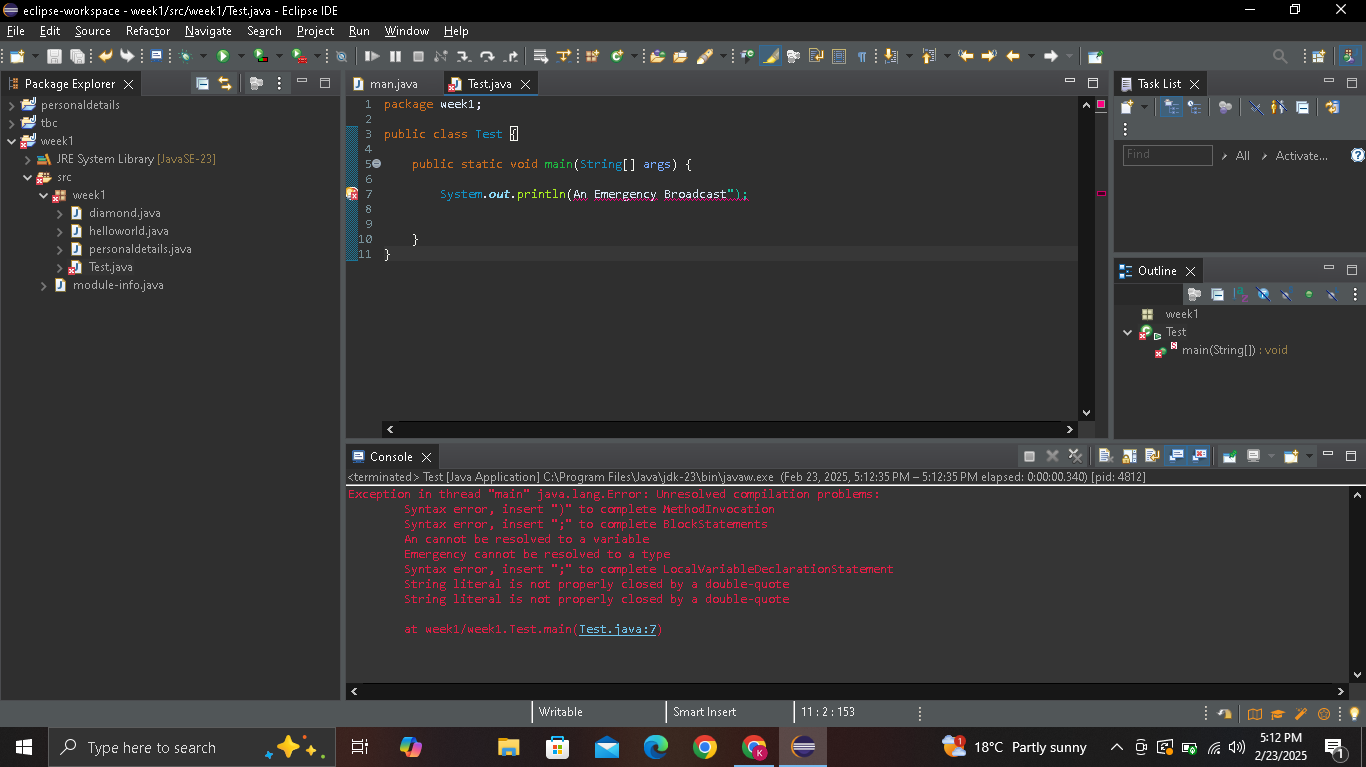 eclipse-workspace - week1/src/week1/Test.java - Eclipse IDE
File Edit Source Refactor Navigate Search Project Run Window Help
Package Explorer
personaldetails
tbc
week1
JRE System Library [JavaSE-23]
src
week1
diamond.java
helloworld.java
personaldetails.java
Test.java
module-info.java
man.java
Test.java
1 package week1;
2
3 public class Test {
4
5 public static void main(String[] args) {
6
7 System.out.println(An Emergency Broadcast");
8
9
10 }
11 }
Task List
Find
All
Activate...
Outline
week1
Test
main(String[]) : void
Console
<terminated> Test [Java Application] C:\Program Files\Java\jdk-23\bin\javaw.exe (Feb 23, 2025, 5:12:35 PM – 5:12:35 PM elapsed: 0:00:00.340) [pid: 4812]
Exception in thread "main" java.lang.Error: Unresolved compilation problems:
Syntax error, insert ")" to complete MethodInvocation
Syntax error, insert ";" to complete BlockStatements
An cannot be resolved to a variable
Emergency cannot be resolved to a type
Syntax error, insert ";" to complete LocalVariableDeclarationStatement
String literal is not properly closed by a double-quote
String literal is not properly closed by a double-quote
at week1/week1.Test.main(Test.java:7)
Writable
Smart Insert
11 : 2 : 153
Type here to search
K
1
18°C Partly sunny
5:12 PM
2/23/2025
1